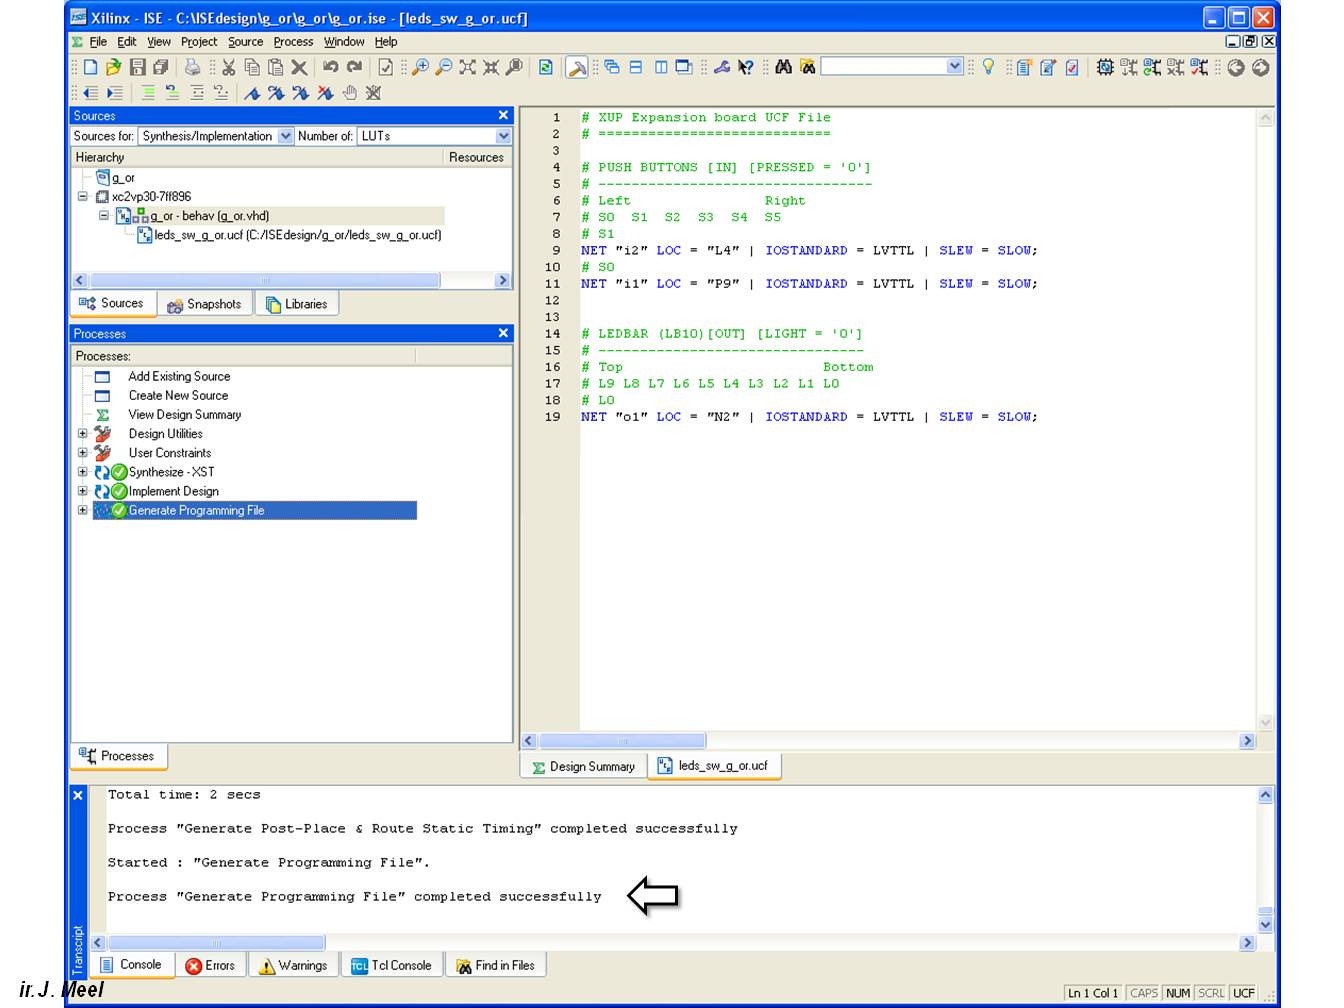 Xilinx - ISE - C:\ISEdesign\g_or\g_or\g_or.ise - [leds_sw_g_or.ucf]
File Edit View Project Source Process Window Help
Sources
Sources for: Synthesis/Implementation Number of: LUTs
Hierarchy Resources
g_or
xc2vp30-7ff896
g_or - behav (g_or.vhd)
leds_sw_g_or.ucf (C:/ISEdesign/g_or/leds_sw_g_or.ucf)
Sources Snapshots Libraries
Processes
Processes:
Add Existing Source
Create New Source
View Design Summary
Design Utilities
User Constraints
Synthesize - XST
Implement Design
Generate Programming File
Processes
1 # XUP Expansion board UCF File
2 # ============================
3
4 # PUSH BUTTONS [IN] [PRESSED = '0']
5 # ---------------------------------
6 # Left Right
7 # S0 S1 S2 S3 S4 S5
8 # S1
9 NET "i2" LOC = "L4" | IOSTANDARD = LVTTL | SLEW = SLOW;
10 # S0
11 NET "i1" LOC = "P9" | IOSTANDARD = LVTTL | SLEW = SLOW;
12
13
14 # LEDBAR (LB10)[OUT] [LIGHT = '0']
15 # --------------------------------
16 # Top Bottom
17 # L9 L8 L7 L6 L5 L4 L3 L2 L1 L0
18 # L0
19 NET "o1" LOC = "N2" | IOSTANDARD = LVTTL | SLEW = SLOW;
Design Summary leds_sw_g_or.ucf
Total time: 2 secs
Process "Generate Post-Place & Route Static Timing" completed successfully
Started : "Generate Programming File".
Process "Generate Programming File" completed successfully
Transcript
Console Errors Warnings Tcl Console Find in Files
Ln 1 Col 1 CAPS NUM SCRL UCF
ir. J. Meel